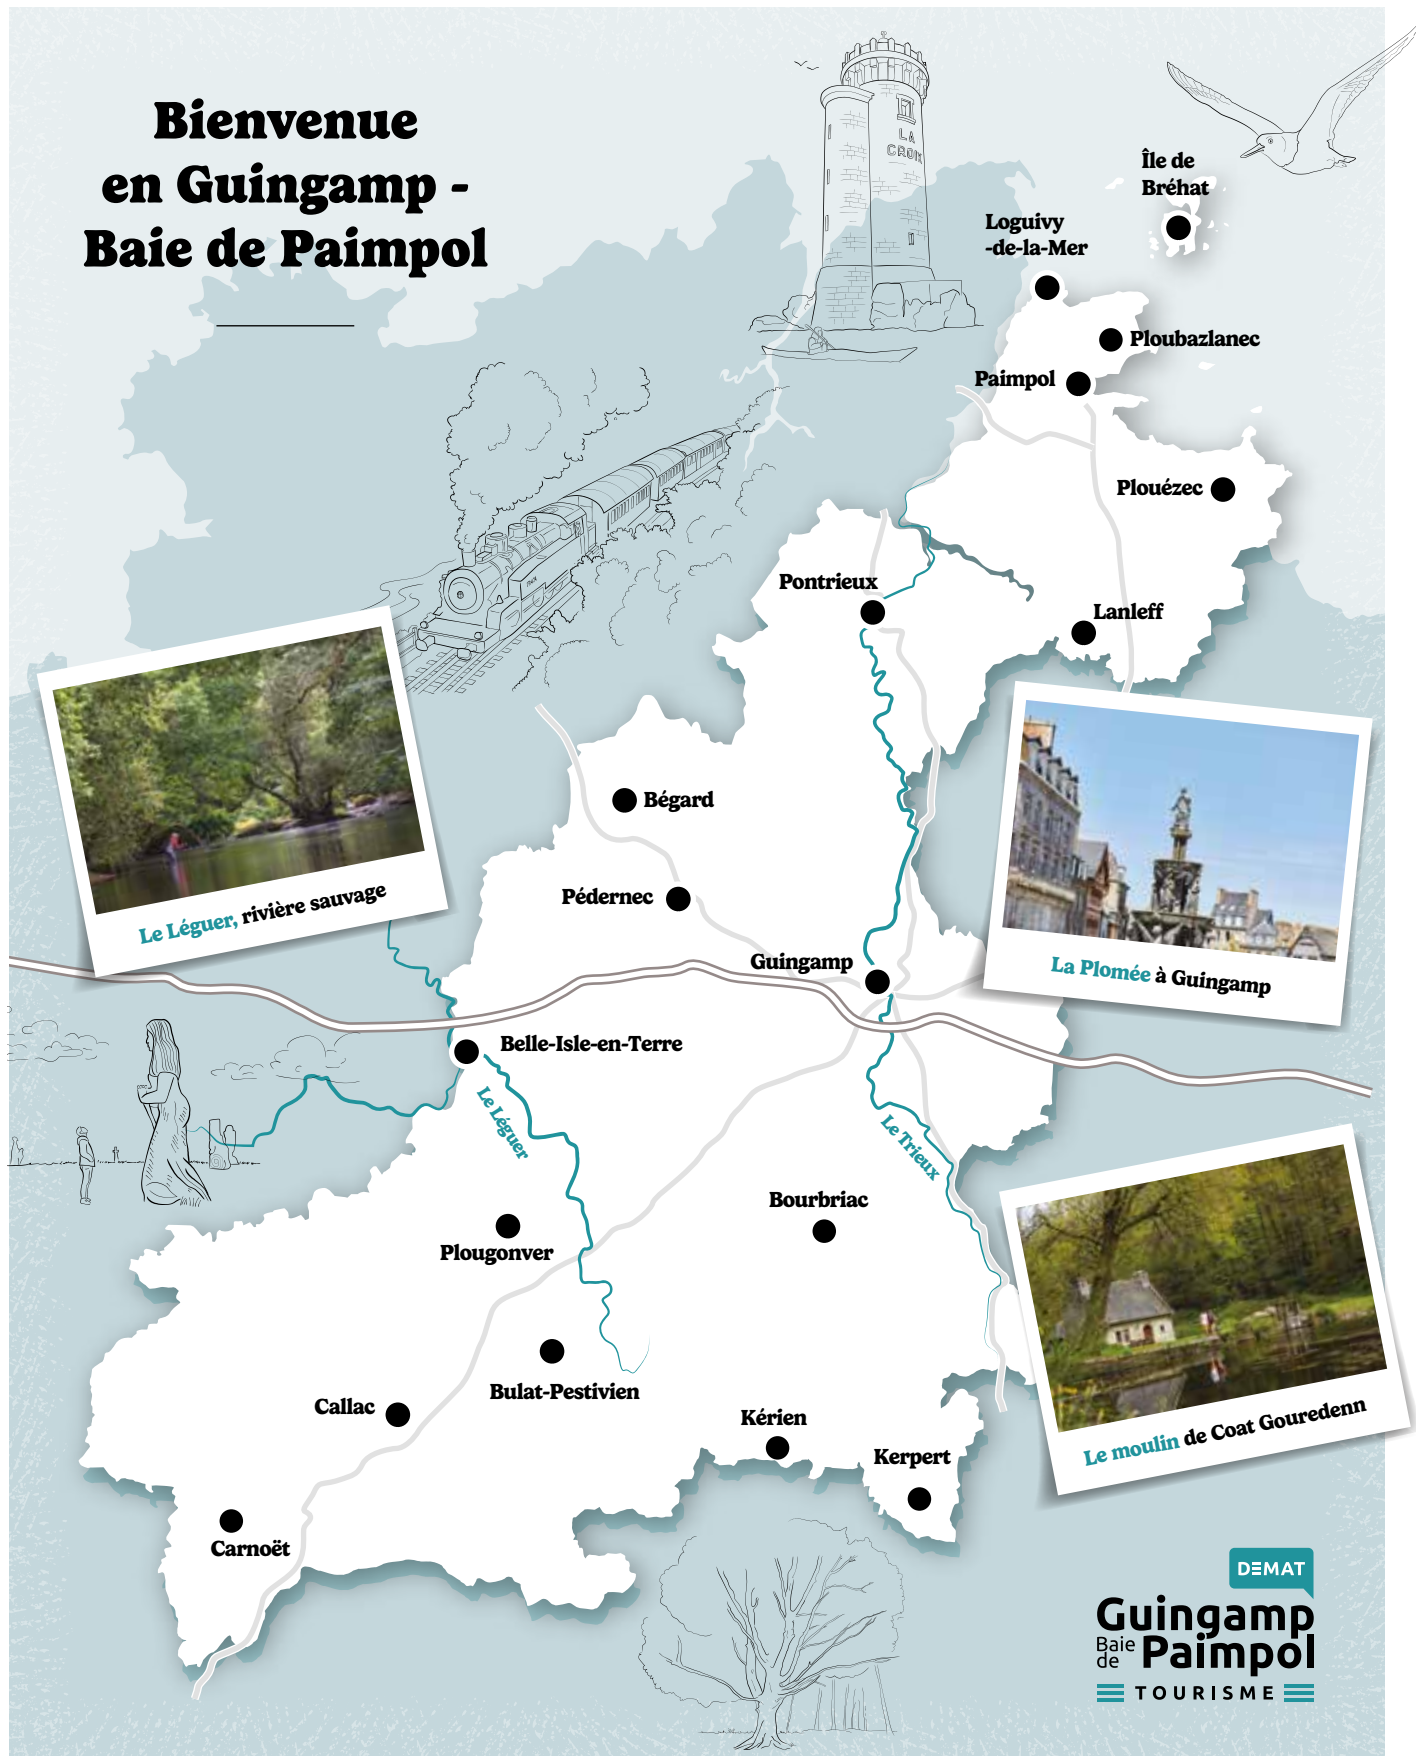 Bienvenue
en Guingamp -
Baie de Paimpol
LA
CROIX
Île de
Bréhat
Loguivy
-de-la-Mer
Ploubazlanec
Paimpol
Plouézec
Pontrieux
Lanleff
Bégard
Pédernec
Le Léguer, rivière sauvage
Guingamp
La Plomée à Guingamp
Belle-Isle-en-Terre
Le Léguer
Le Trieux
Bourbriac
Plougonver
Bulat-Pestivien
Callac
Kérien
Kerpert
Le moulin de Coat Gouredenn
Carnoët
DEMAT
Guingamp
Baie de Paimpol
TOURISME